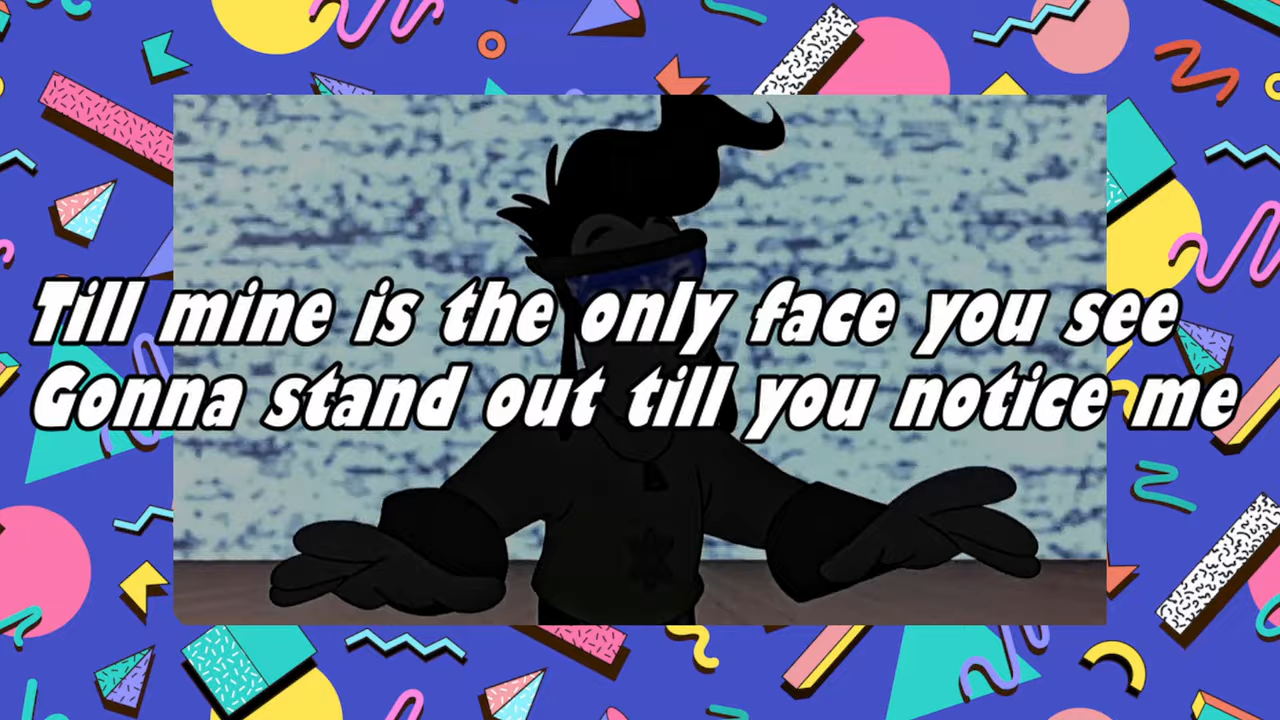 Till mine is the only face you see
Gonna stand out till you notice me